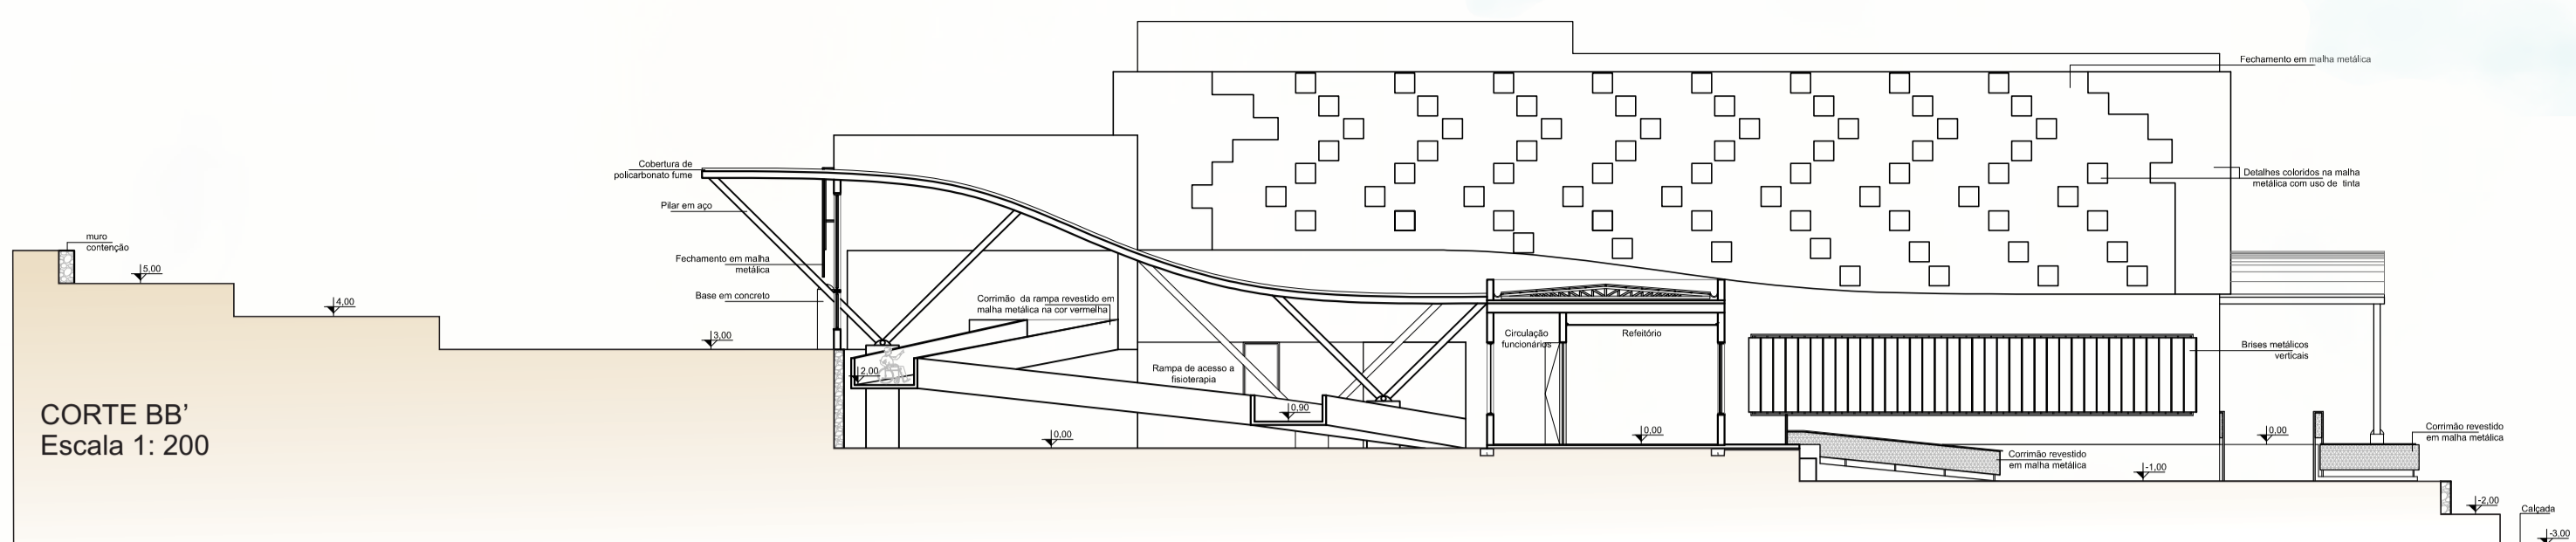 Fechamento em malha metálica
Cobertura de
policarbonato fume
Detalhes coloridos na malha
metálica com uso de tinta
Pilar em aço
muro
contenção
5,00
Fechamento em malha
metálica
4,00
Base em concreto
Corrimão da rampa revestido em
malha metálica na cor vermelha
3,00
Circulação
funcionários
Refeitório
Brises metálicos
verticais
Rampa de acesso a
fisioterapia
2,00
0,90
CORTE BB’
Escala 1: 200
0,00
0,00
0,00
Corrimão revestido
em malha metálica
Corrimão revestido
em malha metálica
-1,00
-2,00
Calçada
-3,00